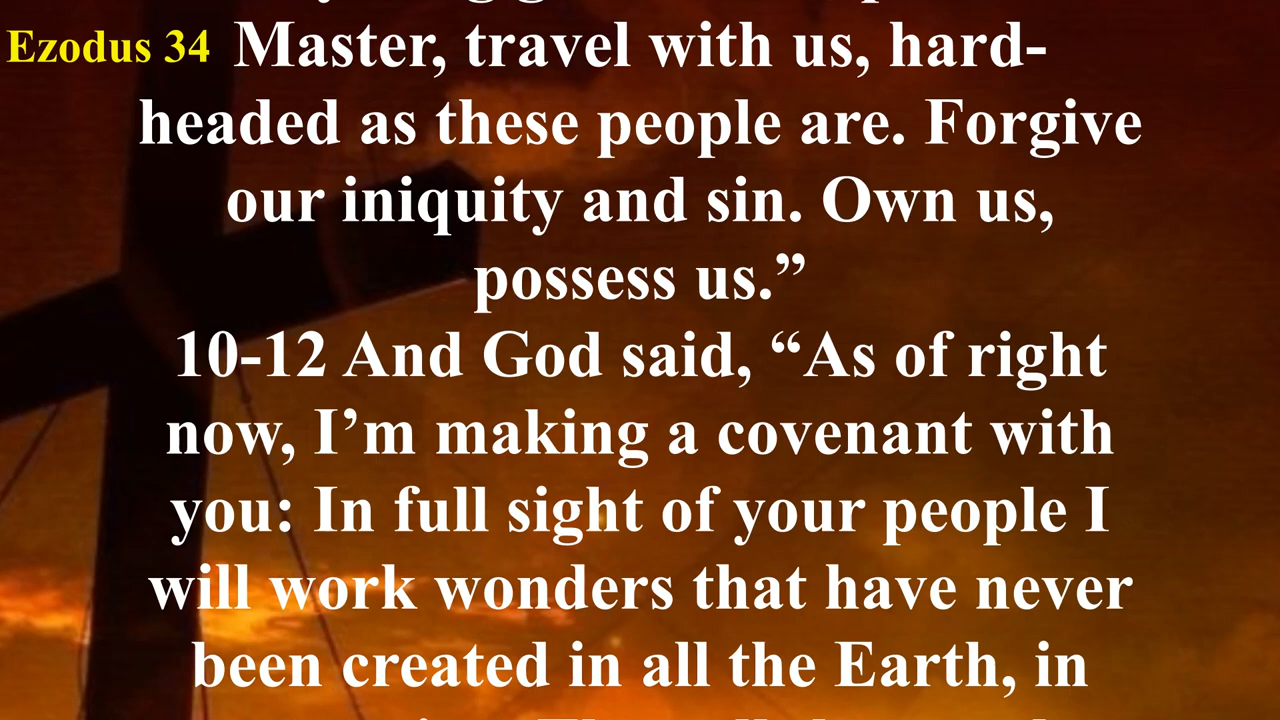 Ezodus 34
Master, travel with us, hard-
headed as these people are. Forgive
our iniquity and sin. Own us,
possess us.”
10-12 And God said, “As of right
now, I’m making a covenant with
you: In full sight of your people I
will work wonders that have never
been created in all the Earth, in